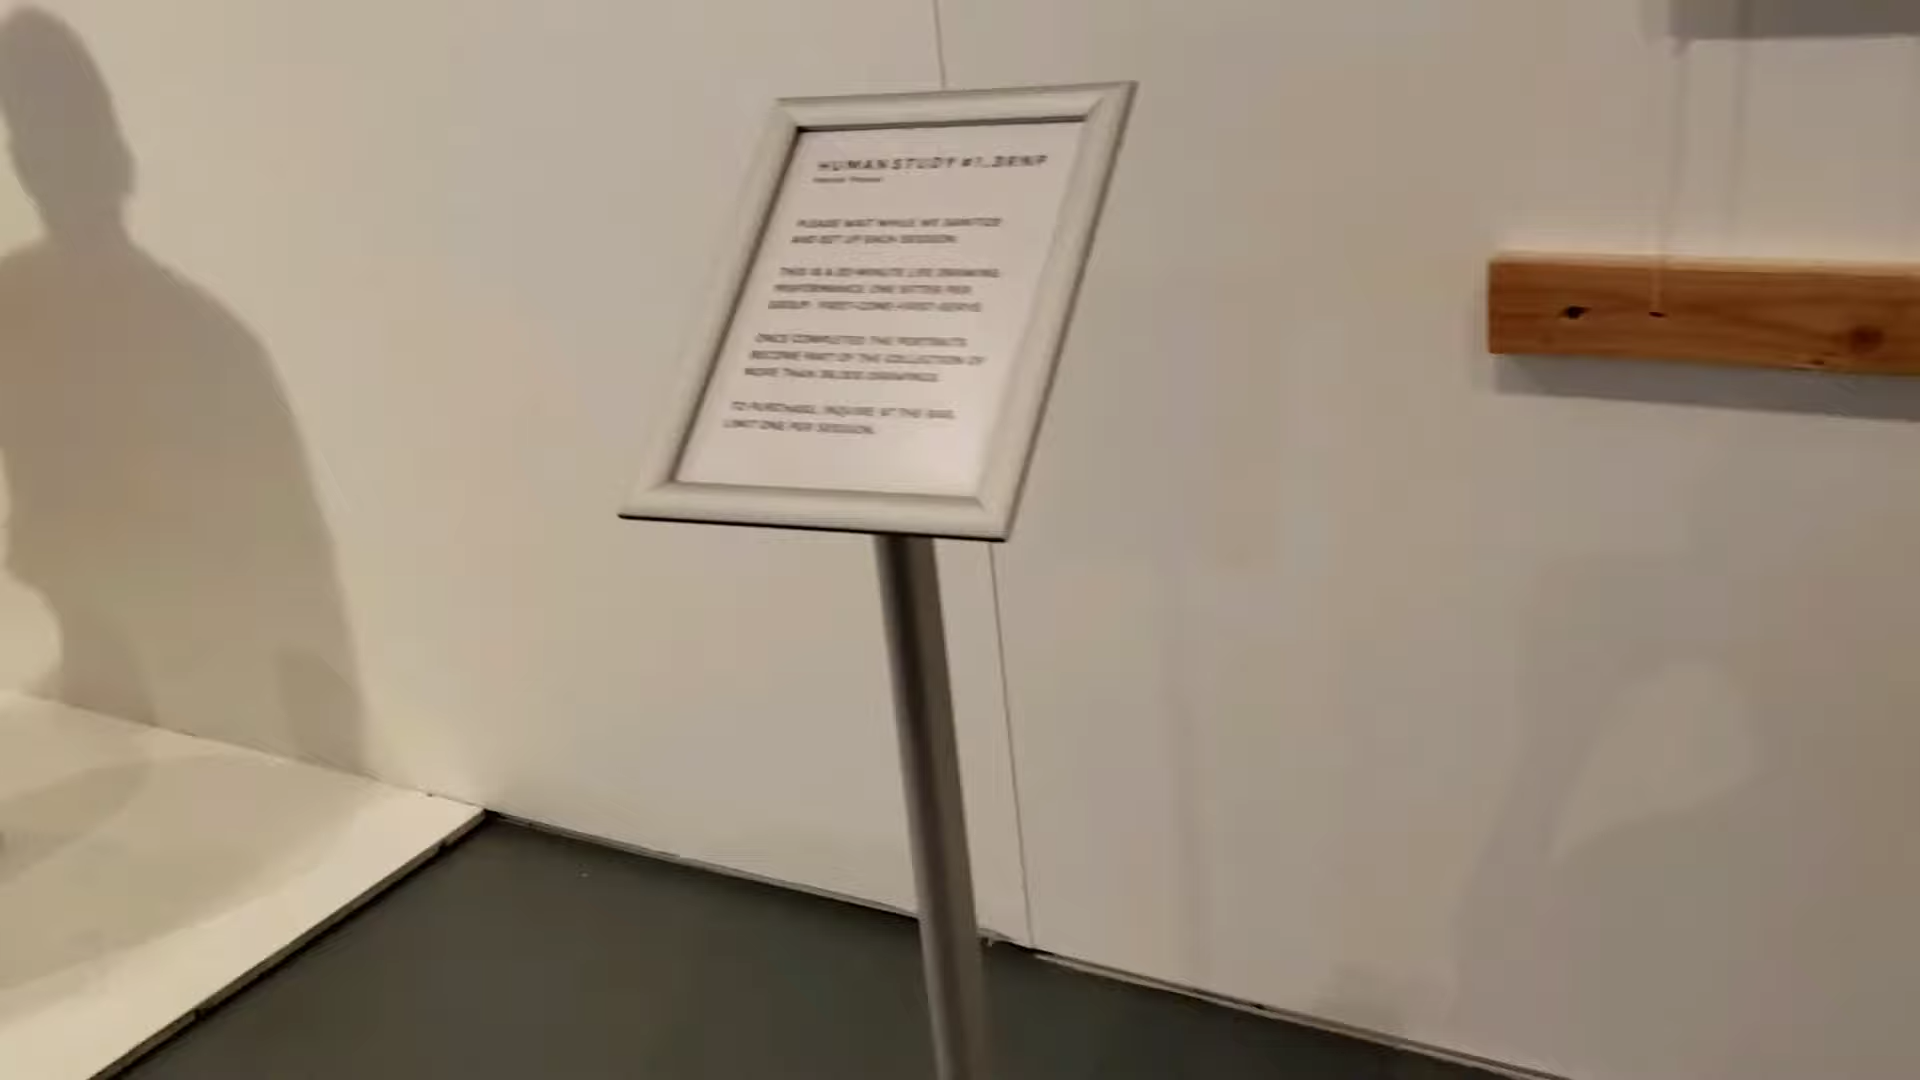 HUMAN STUDY #1, 3RNP
PLEASE WAIT WHILE WE SANITIZE
AND SET UP EACH SESSION.
THIS IS A 20-MINUTE LIFE DRAWING
PERFORMANCE. ONE SITTER PER
GROUP. FIRST-COME-FIRST-SERVE.
ONCE COMPLETED THE PORTRAITS
BECOME PART OF THE COLLECTION OF
MORE THAN DRAWINGS.
TO PURCHASE, INQUIRE AT THE
LIMIT ONE PER SESSION.